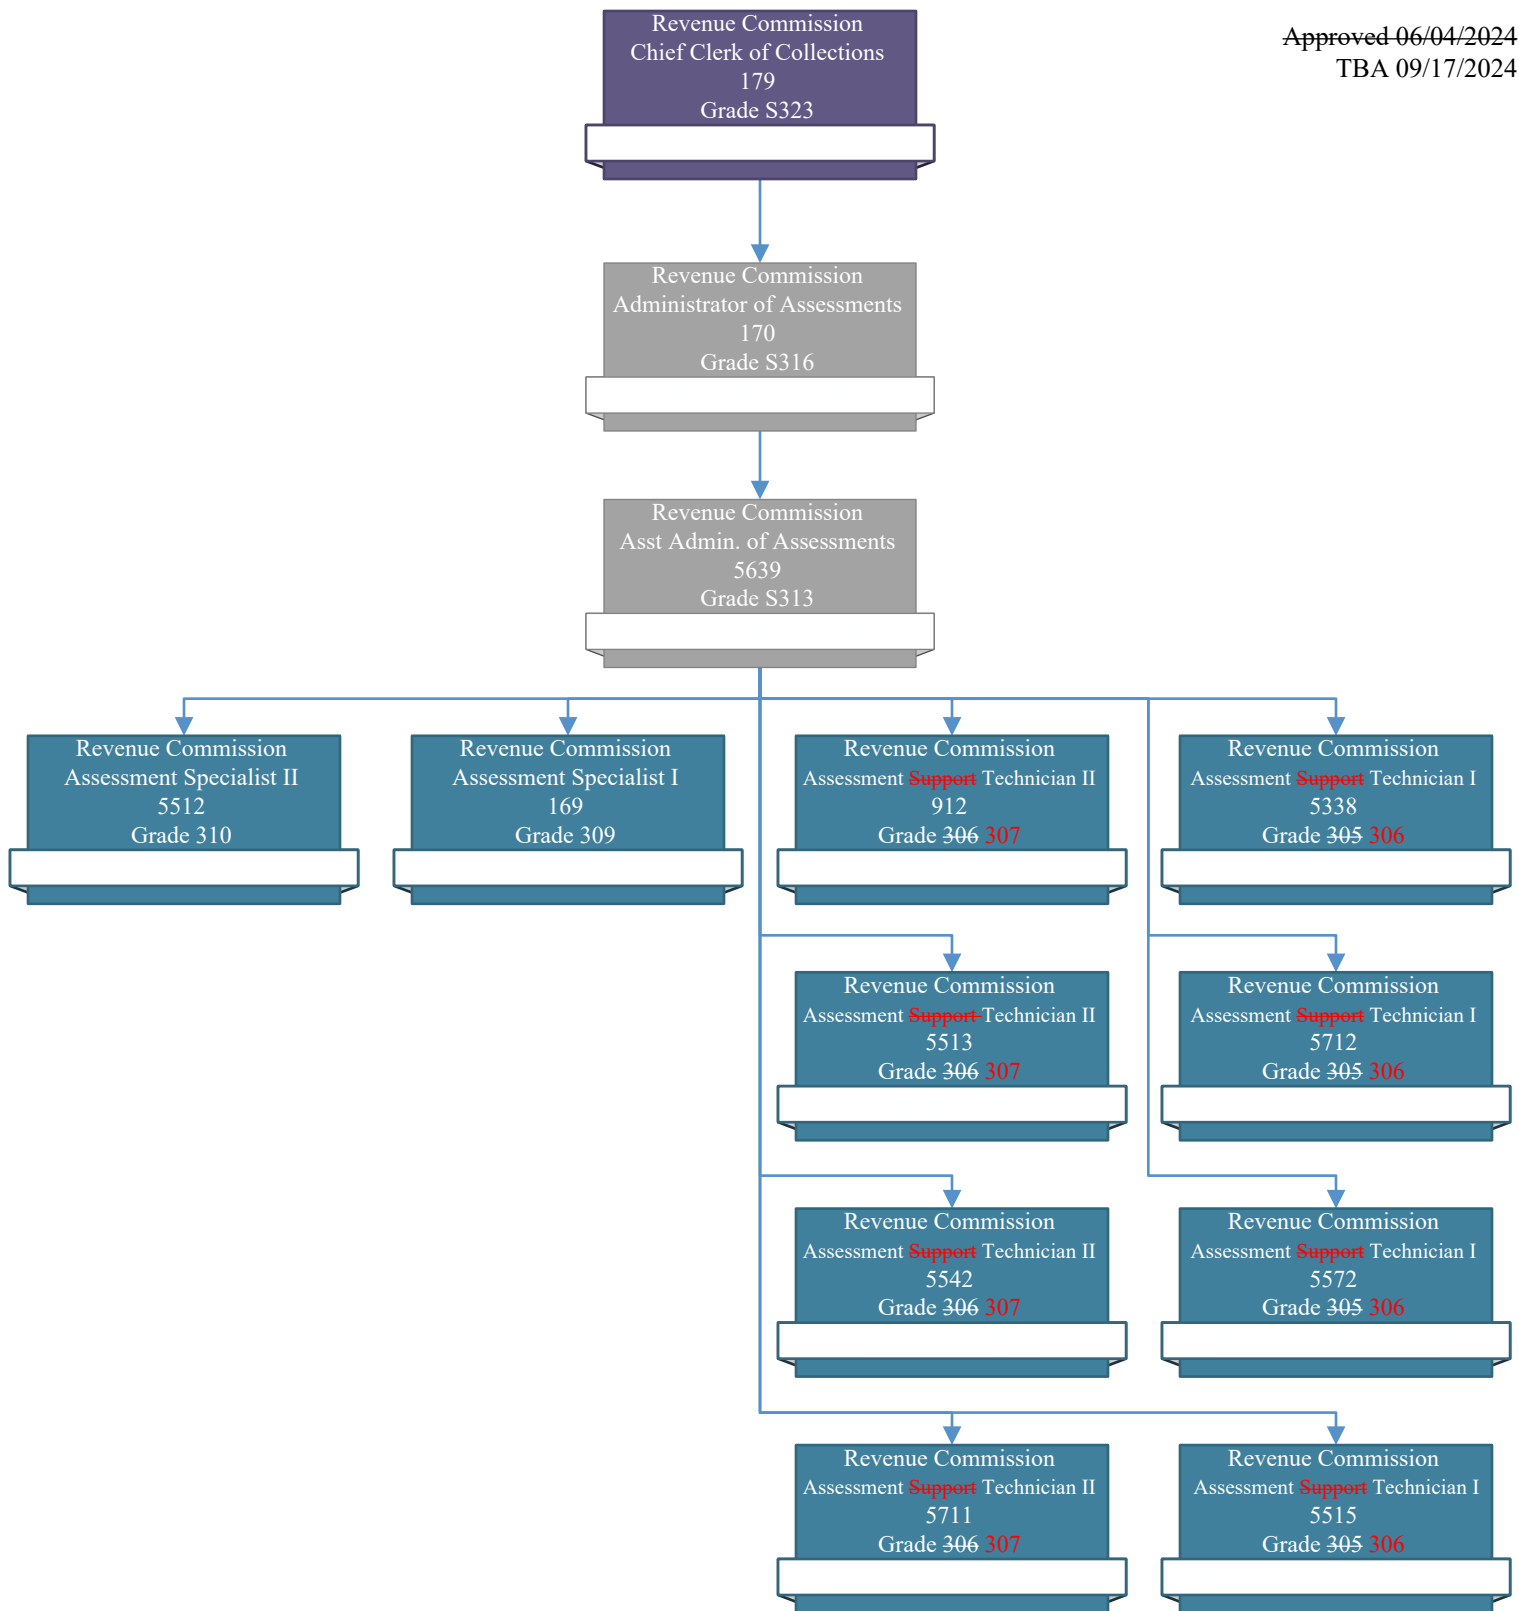 Approved 06/04/2024
TBA 09/17/2024
Revenue Commission
Chief Clerk of Collections
179
Grade S323
Revenue Commission
Administrator of Assessments
170
Grade S316
Revenue Commission
Asst Admin. of Assessments
5639
Grade S313
Revenue Commission
Assessment Specialist II
5512
Grade 310
Revenue Commission
Assessment Specialist I
169
Grade 309
Revenue Commission
Assessment Support Technician II
912
Grade 306 307
Revenue Commission
Assessment Support Technician I
5338
Grade 305 306
Revenue Commission
Assessment Support Technician II
5513
Grade 306 307
Revenue Commission
Assessment Support Technician I
5712
Grade 305 306
Revenue Commission
Assessment Support Technician II
5542
Grade 306 307
Revenue Commission
Assessment Support Technician I
5572
Grade 305 306
Revenue Commission
Assessment Support Technician II
5711
Grade 306 307
Revenue Commission
Assessment Support Technician I
5515
Grade 305 306